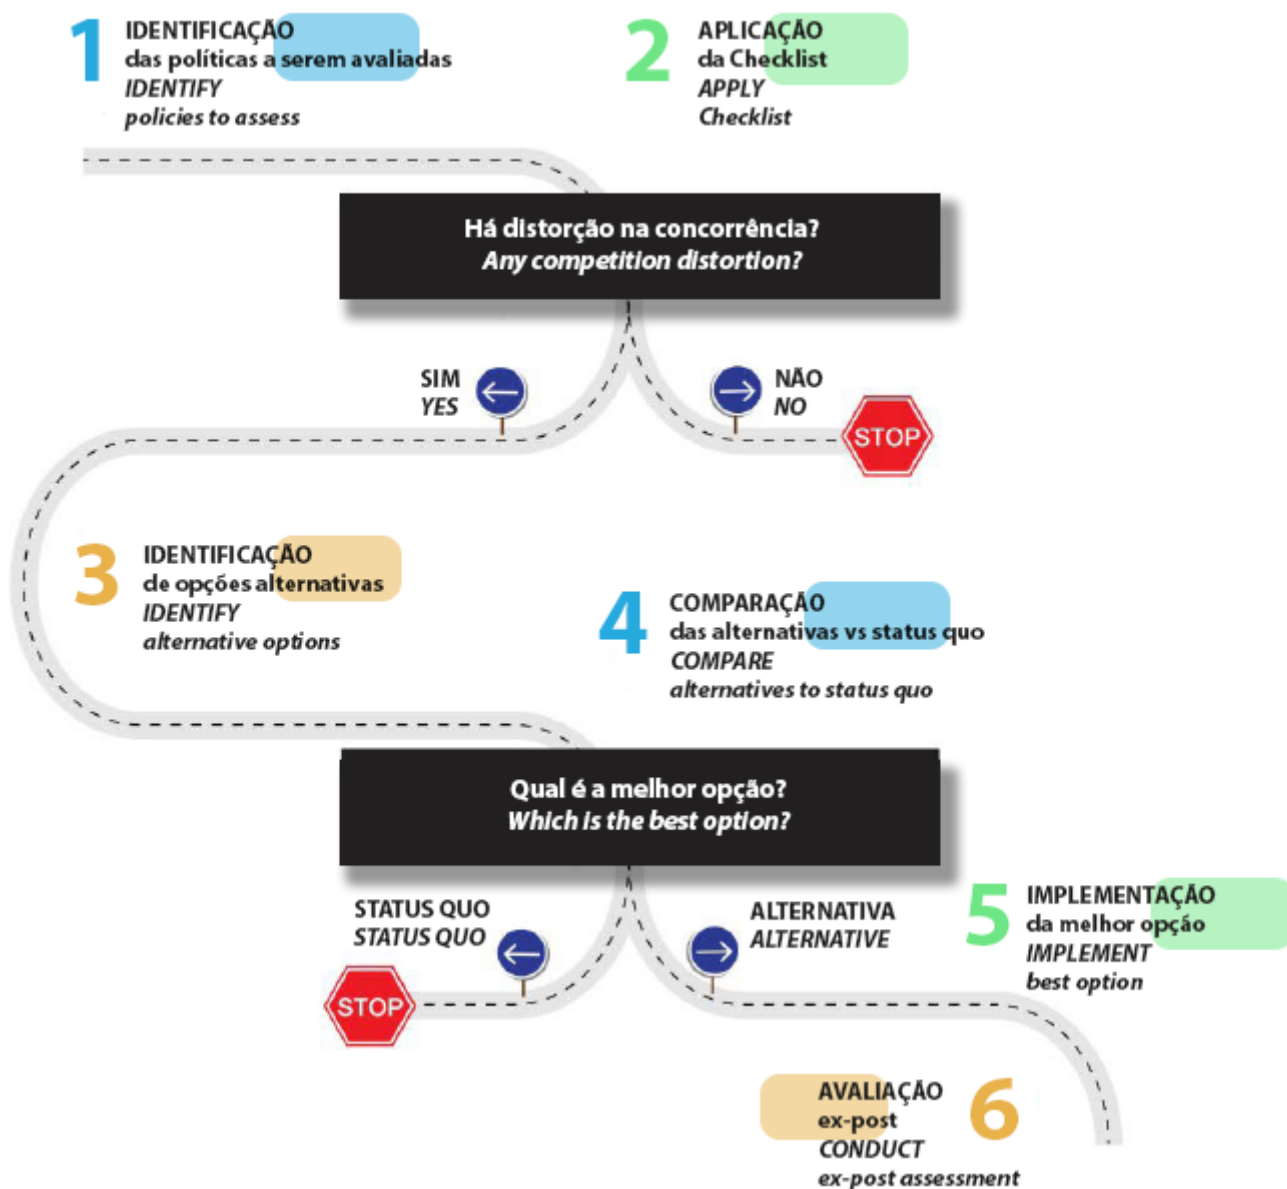 1
IDENTIFICAÇÃO
das políticas a serem avaliadas
IDENTIFY
policies to assess
2
APLICAÇÃO
da Checklist
APPLY
Checklist
Há distorção na concorrência?
Any competition distortion?
SIM
YES
NÃO
NO
STOP
3
IDENTIFICAÇÃO
de opções alternativas
IDENTIFY
alternative options
4
COMPARAÇÃO
das alternativas vs status quo
COMPARE
alternatives to status quo
Qual é a melhor opção?
Which is the best option?
STATUS QUO
STATUS QUO
STOP
ALTERNATIVA
ALTERNATIVE
5
IMPLEMENTAÇÃO
da melhor opção
IMPLEMENT
best option
AVALIAÇÃO
ex-post
CONDUCT
ex-post assessment
6